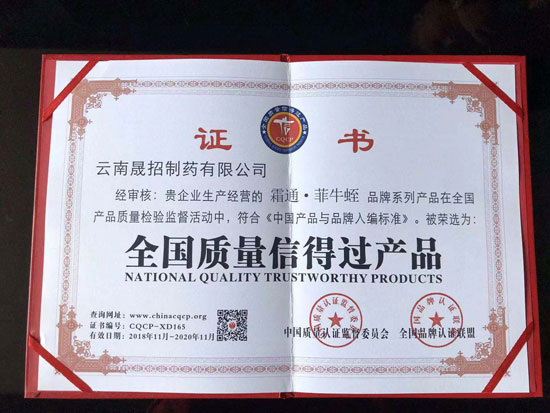 证书
CQCP
云南晟招制药有限公司
经审核：贵企业生产经营的 霜通·菲牛蛭 品牌系列产品在全国
产品质量检验监督活动中，符合《中国产品与品牌入编标准》。被荣选为：
全国质量信得过产品
NATIONAL QUALITY TRUSTWORTHY PRODUCTS
查询网址：www.chinacqcp.org
证书编号：CQCP-XD165
有效日期：2018年11月-2020年11月
中国质量认证监督委员会 全国品牌认证联盟